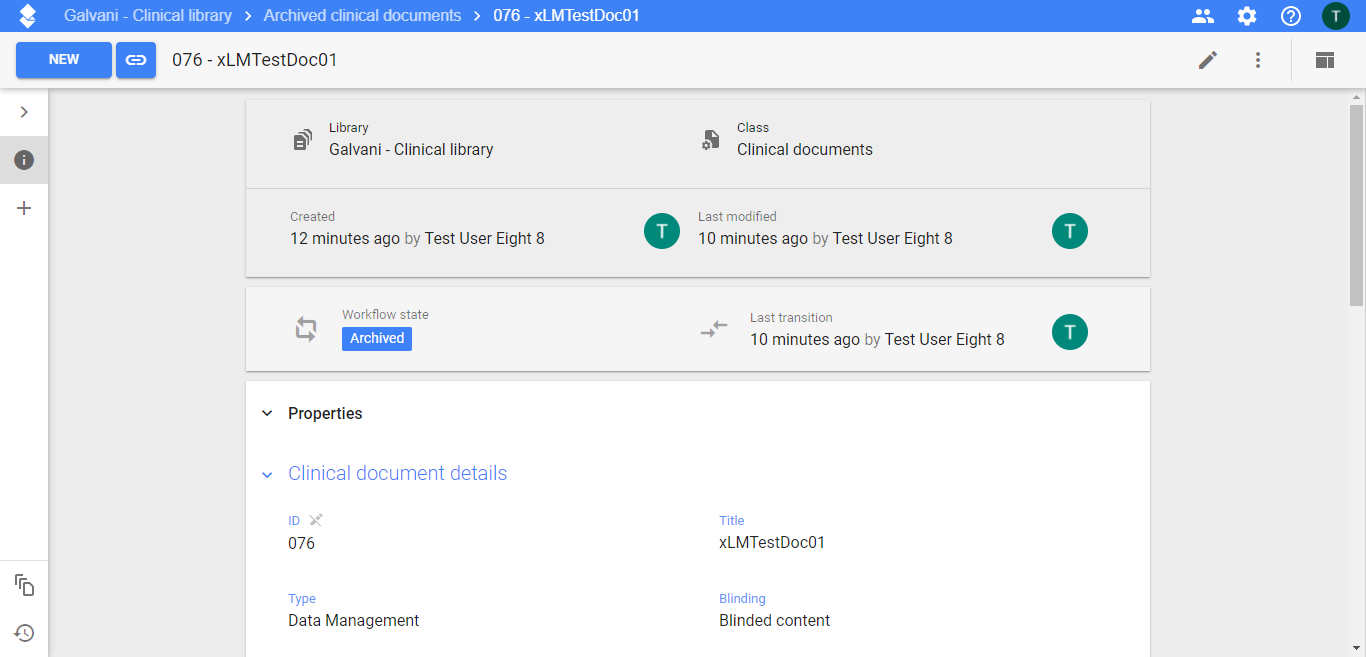 Galvani - Clinical library > Archived clinical documents > 076 - xLMTestDoc01
T
NEW
076 - xLMTestDoc01
Library
Galvani - Clinical library
Class
Clinical documents
Created
12 minutes ago by Test User Eight 8
T
Last modified
10 minutes ago by Test User Eight 8
T
Workflow state
Archived
Last transition
10 minutes ago by Test User Eight 8
T
Properties
Clinical document details
ID
076
Title
xLMTestDoc01
Type
Data Management
Blinding
Blinded content